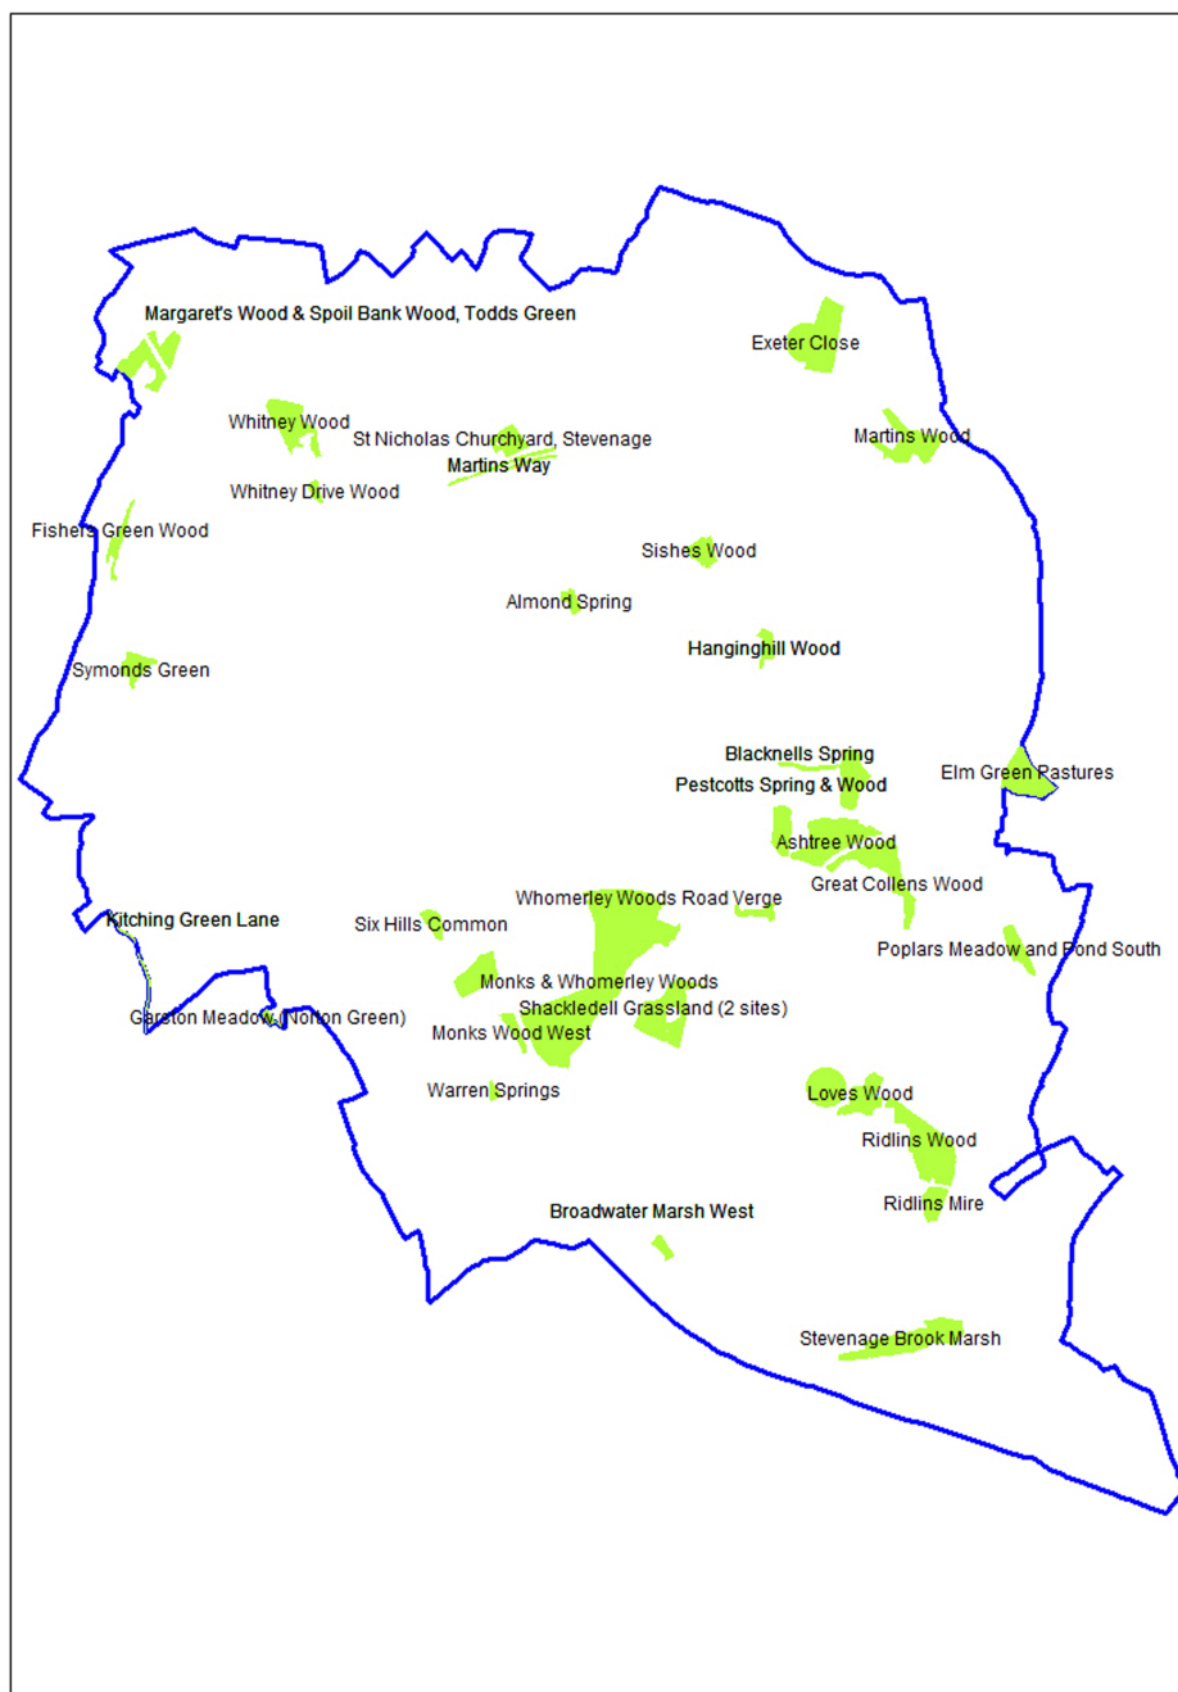 Margaret's Wood & Spoil Bank Wood, Todds Green
Exeter Close
Whitney Wood
St Nicholas Churchyard, Stevenage
Martins Wood
Martins Way
Whitney Drive Wood
Fishers Green Wood
Sishes Wood
Almond Spring
Hanginghill Wood
Symonds Green
Blacknells Spring
Elm Green Pastures
Pestcotts Spring & Wood
Ashtree Wood
Great Collens Wood
Whomerley Woods Road Verge
Kitching Green Lane
Six Hills Common
Poplars Meadow and Pond South
Monks & Whomerley Woods
Shackledell Grassland (2 sites)
Garston Meadow (Norton Green)
Monks Wood West
Warren Springs
Loves Wood
Ridlins Wood
Ridlins Mire
Broadwater Marsh West
Stevenage Brook Marsh